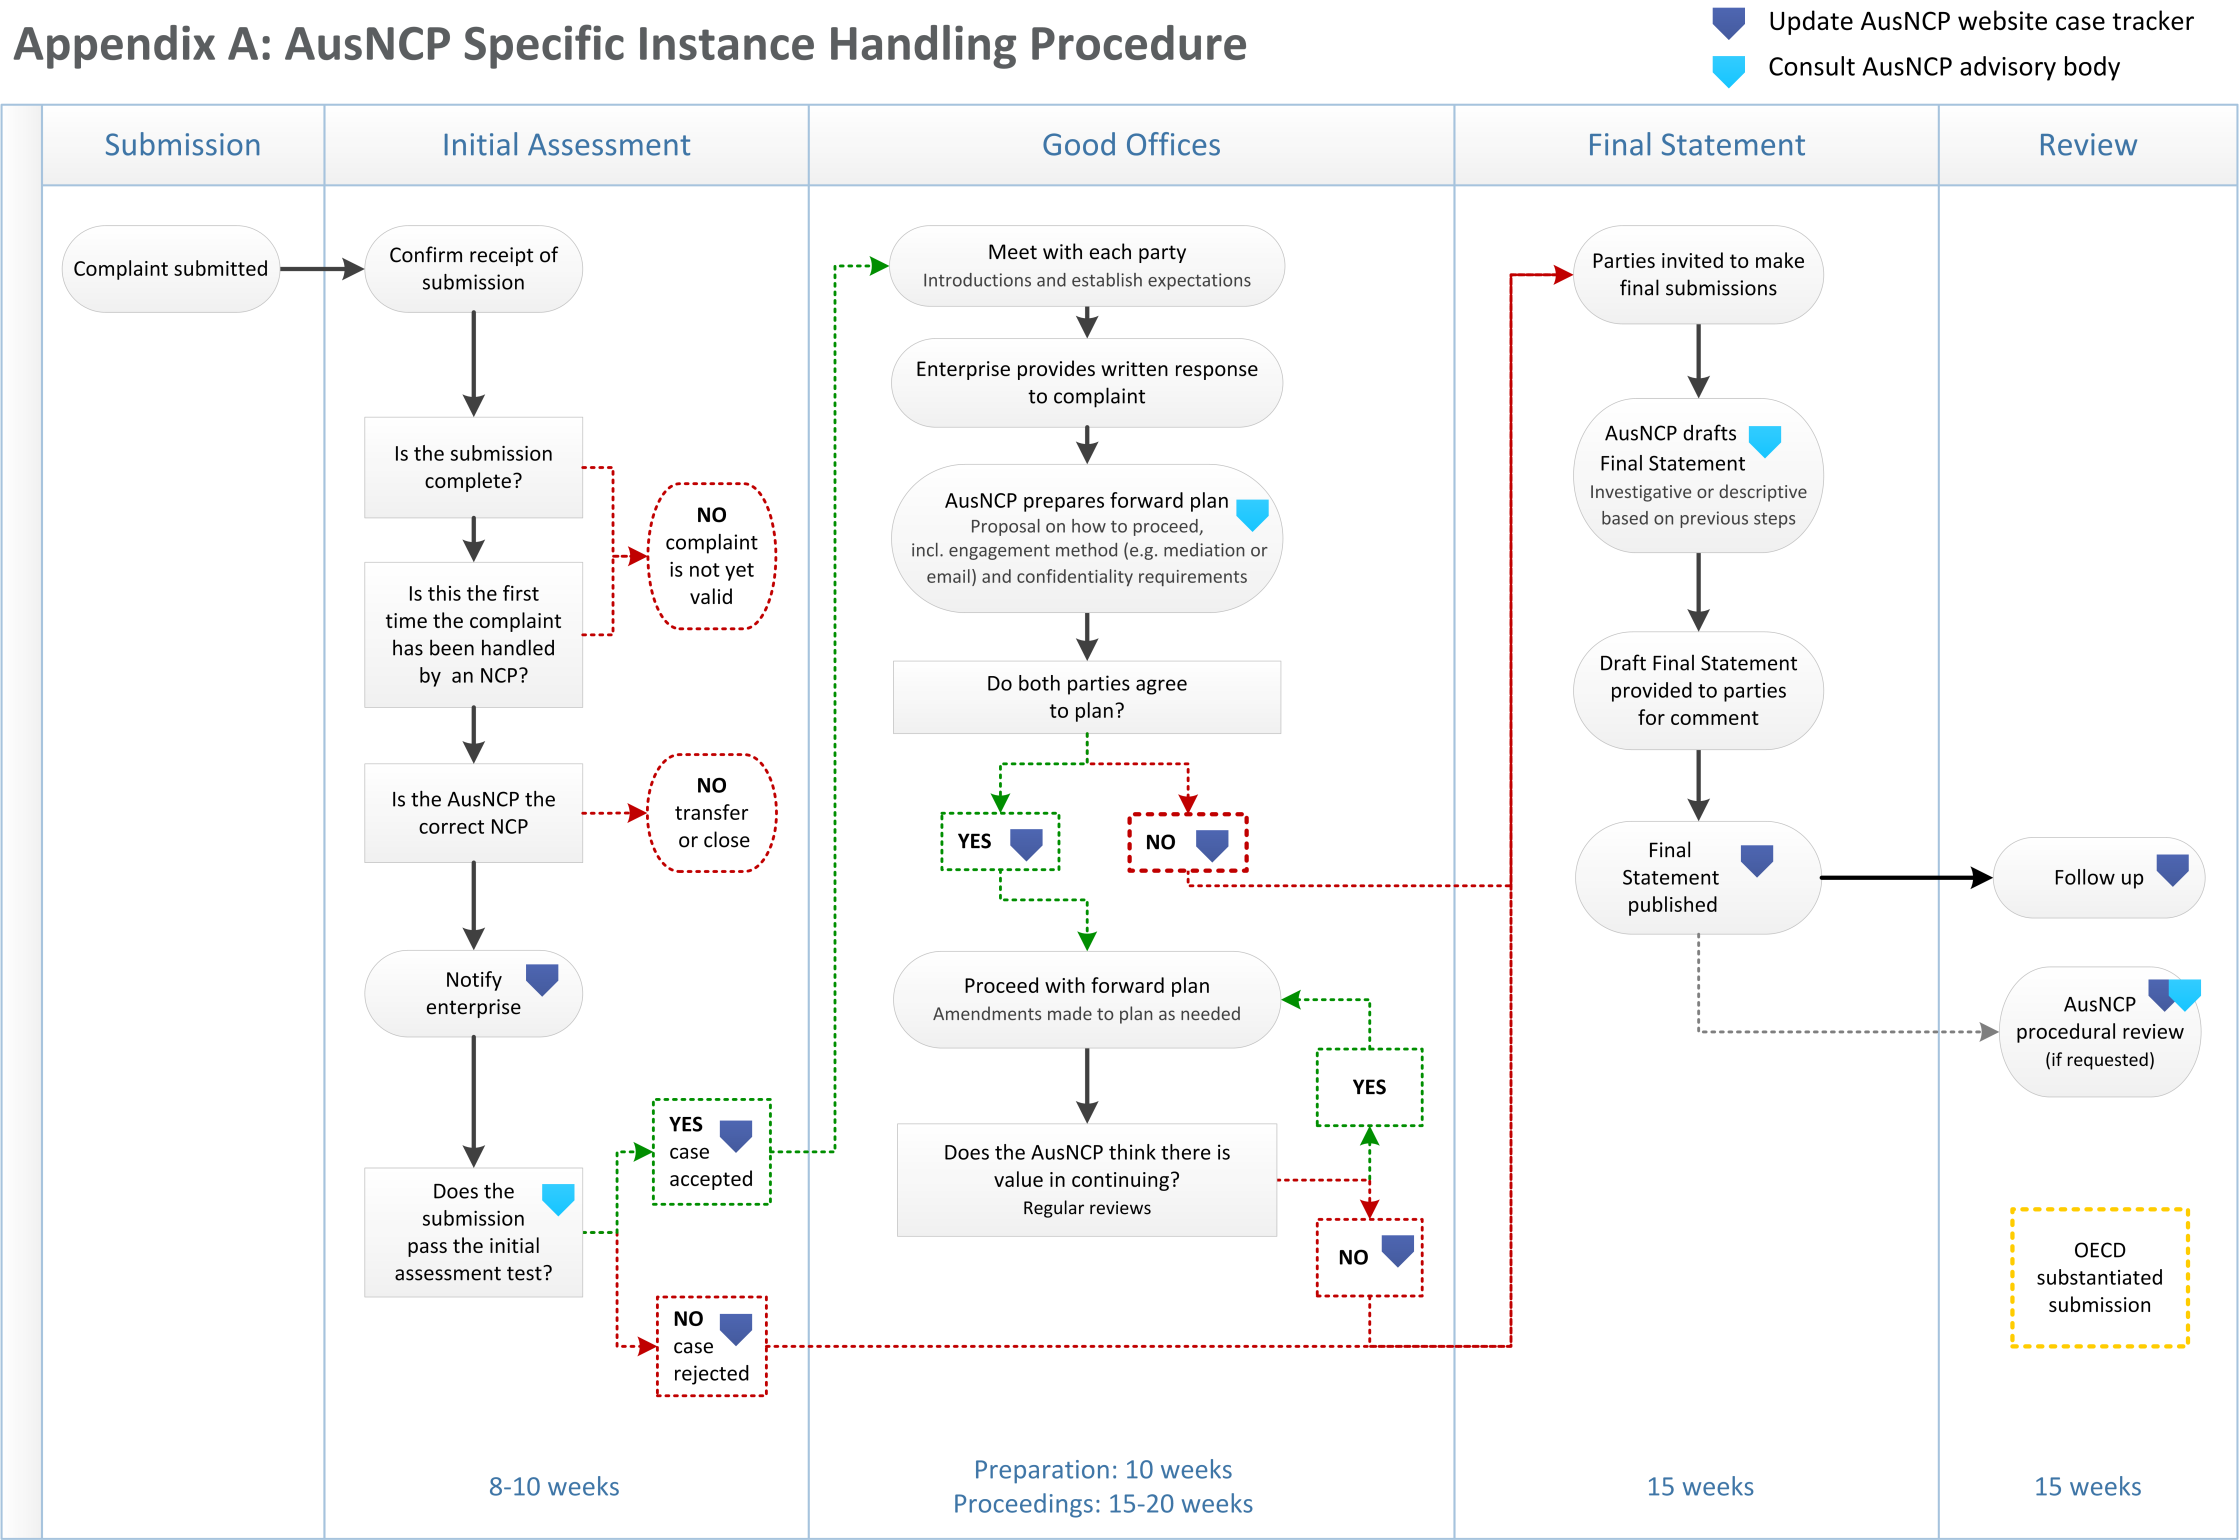 Appendix A: AusNCP Specific Instance Handling Procedure
Update AusNCP website case tracker
Consult AusNCP advisory body
Submission
Initial Assessment
Good Offices
Final Statement
Review
Complaint submitted
Confirm receipt of
submission
Is the submission
complete?
NO
complaint
is not yet
valid
Is this the first
time the complaint
has been handled
by an NCP?
Is the AusNCP the
correct NCP
NO
transfer
or close
Notify
enterprise
Does the
submission
pass the initial
assessment test?
YES
case
accepted
NO
case
rejected
8-10 weeks
Meet with each party
Introductions and establish expectations
Enterprise provides written response
to complaint
AusNCP prepares forward plan
Proposal on how to proceed,
incl. engagement method (e.g. mediation or
email) and confidentiality requirements
Do both parties agree
to plan?
YES
NO
Proceed with forward plan
Amendments made to plan as needed
Does the AusNCP think there is
value in continuing?
Regular reviews
YES
NO
Preparation: 10 weeks
Proceedings: 15-20 weeks
Parties invited to make
final submissions
AusNCP drafts
Final Statement
Investigative or descriptive
based on previous steps
Draft Final Statement
provided to parties
for comment
Final
Statement
published
15 weeks
Follow up
AusNCP
procedural review
(if requested)
OECD
substantiated
submission
15 weeks